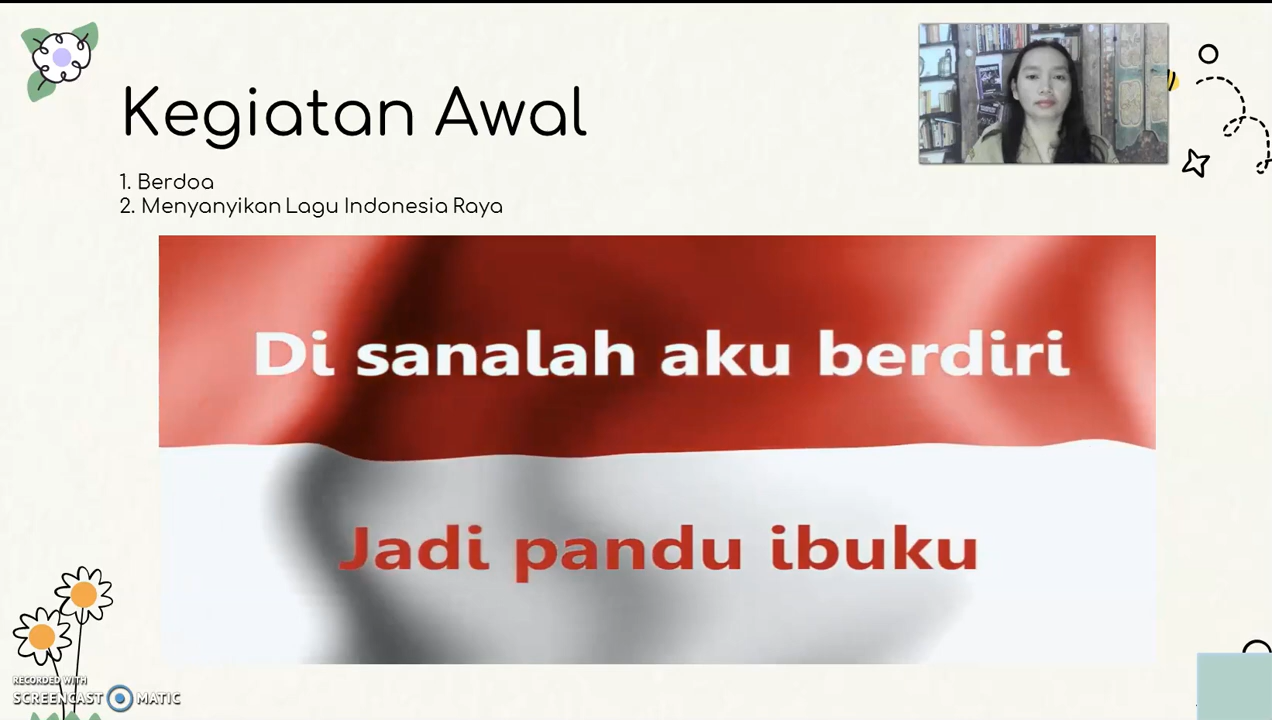 Kegiatan Awal
1. Berdoa
2. Menyanyikan Lagu Indonesia Raya
Di sanalah aku berdiri
Jadi pandu ibuku
RECORDED WITH
SCREENCAST MATIC